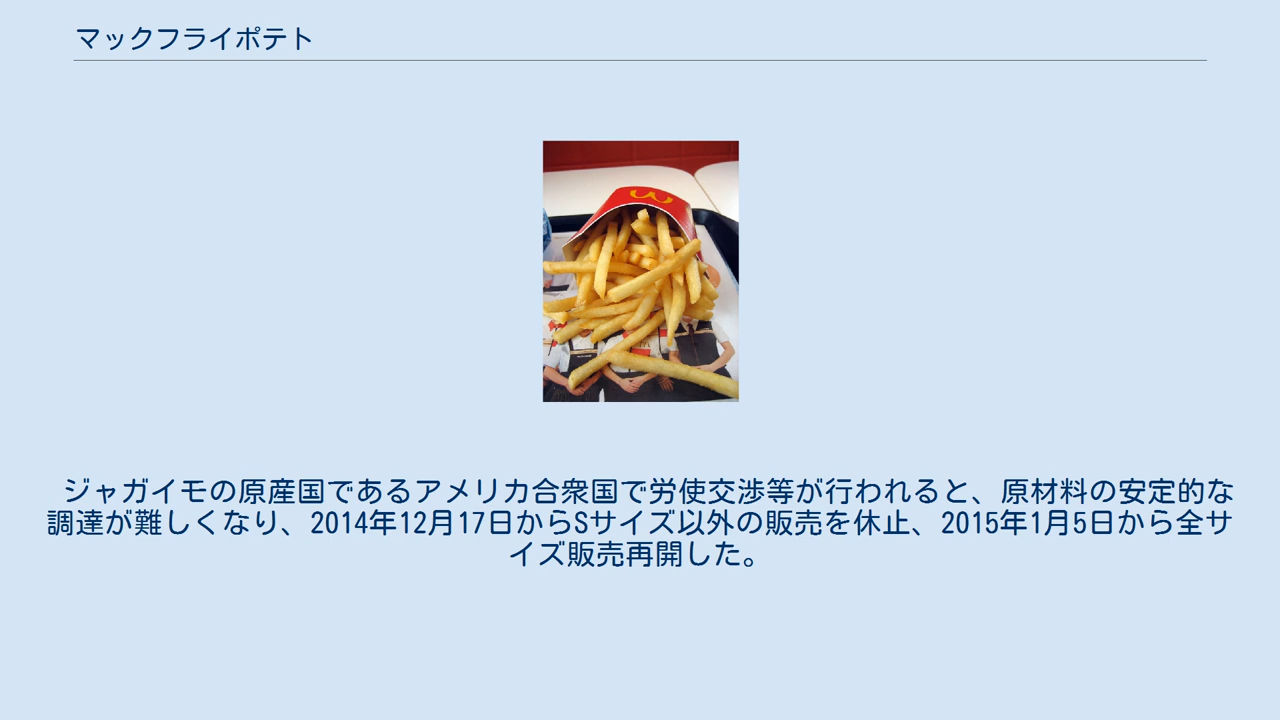 マックフライポテト
ジャガイモの原産国であるアメリカ合衆国で労使交渉等が行われると、原材料の安定的な
調達が難しくなり、2014年12月17日からSサイズ以外の販売を休止、2015年1月5日から全サ
イズ販売再開した。